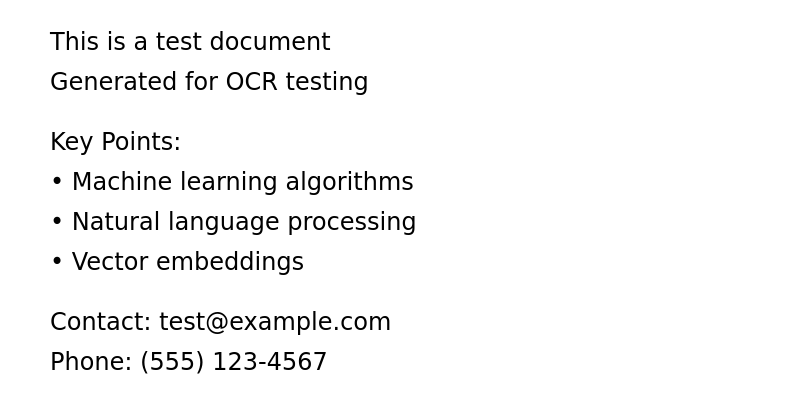 This is a test document
Generated for OCR testing
Key Points:
• Machine learning algorithms
• Natural language processing
• Vector embeddings
Contact: test@example.com
Phone: (555) 123-4567